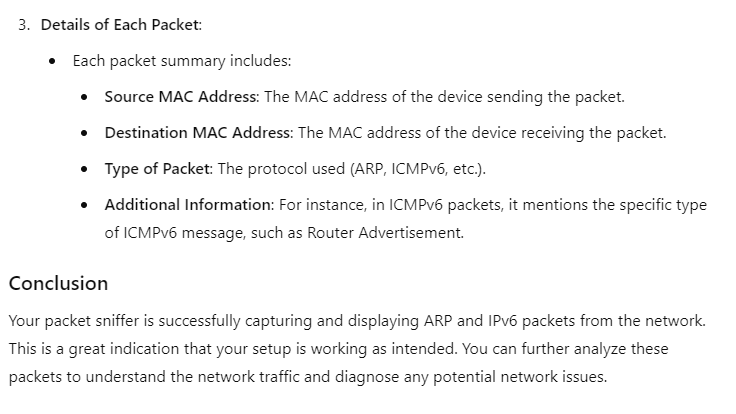 3. Details of Each Packet:
• Each packet summary includes:
• Source MAC Address: The MAC address of the device sending the packet.
• Destination MAC Address: The MAC address of the device receiving the packet.
• Type of Packet: The protocol used (ARP, ICMPv6, etc.).
• Additional Information: For instance, in ICMPv6 packets, it mentions the specific type
of ICMPv6 message, such as Router Advertisement.
Conclusion
Your packet sniffer is successfully capturing and displaying ARP and IPv6 packets from the network.
This is a great indication that your setup is working as intended. You can further analyze these
packets to understand the network traffic and diagnose any potential network issues.